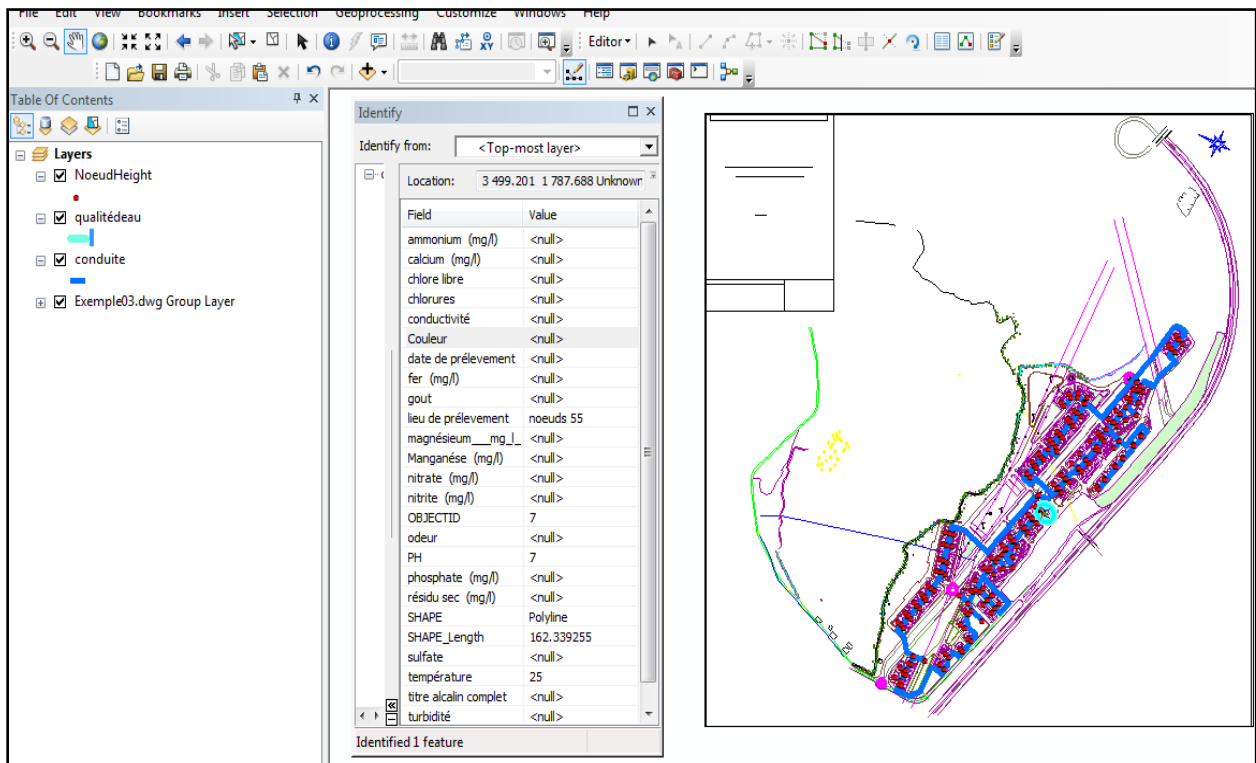 File Edit View Bookmarks Insert Selection Geoprocessing Customize Windows Help
Editor
Table Of Contents
Layers
NoeudHeight
qualitédeau
conduite
Exemple03.dwg Group Layer
Identify
Identify from: <Top-most layer>
Location: 3 499.201 1 787.688 Unknowr
Field Value
ammonium (mg/l) <null>
calcium (mg/l) <null>
chlore libre <null>
chlorures <null>
conductivité <null>
Couleur <null>
date de prélevement <null>
fer (mg/l) <null>
gout <null>
lieu de prélevement noeuds 55
magnésieum___mg_l_ <null>
Manganése (mg/l) <null>
nitrate (mg/l) <null>
nitrite (mg/l) <null>
OBJECTID 7
odeur <null>
PH 7
phosphate (mg/l) <null>
résidu sec (mg/l) <null>
SHAPE Polyline
SHAPE_Length 162.339255
sulfate <null>
température 25
titre alcalin complet <null>
turbidité <null>
Identified 1 feature